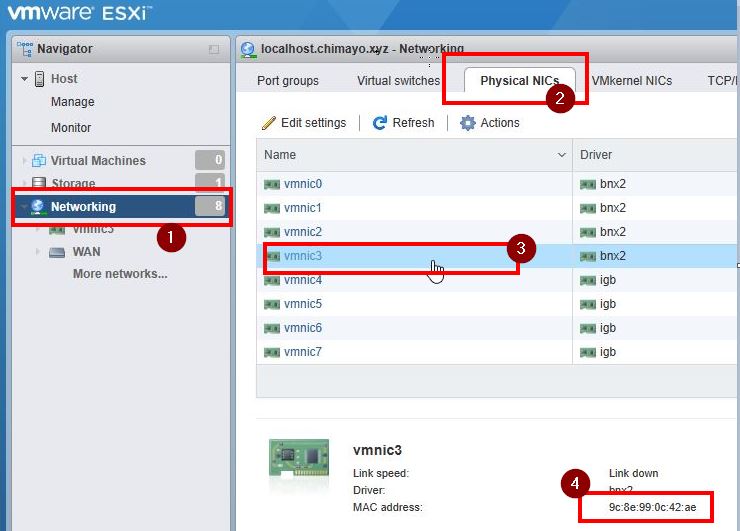 vmware ESXi™
Navigator
Host
Manage
Monitor
Virtual Machines 0
Storage 1
Networking 8
1
vmnic3
WAN
More networks...
localhost.chimayo.xyz - Networking
Port groups Virtual switches Physical NICs VMkernel NICs TCP/
2
Edit settings Refresh Actions
Name Driver
vmnic0 bnx2
vmnic1 bnx2
vmnic2 bnx2
3
vmnic3 bnx2
vmnic4 igb
vmnic5 igb
vmnic6 igb
vmnic7 igb
vmnic3
Link speed: Link down
4
Driver: bnx2
MAC address: 9c:8e:99:0c:42:ae